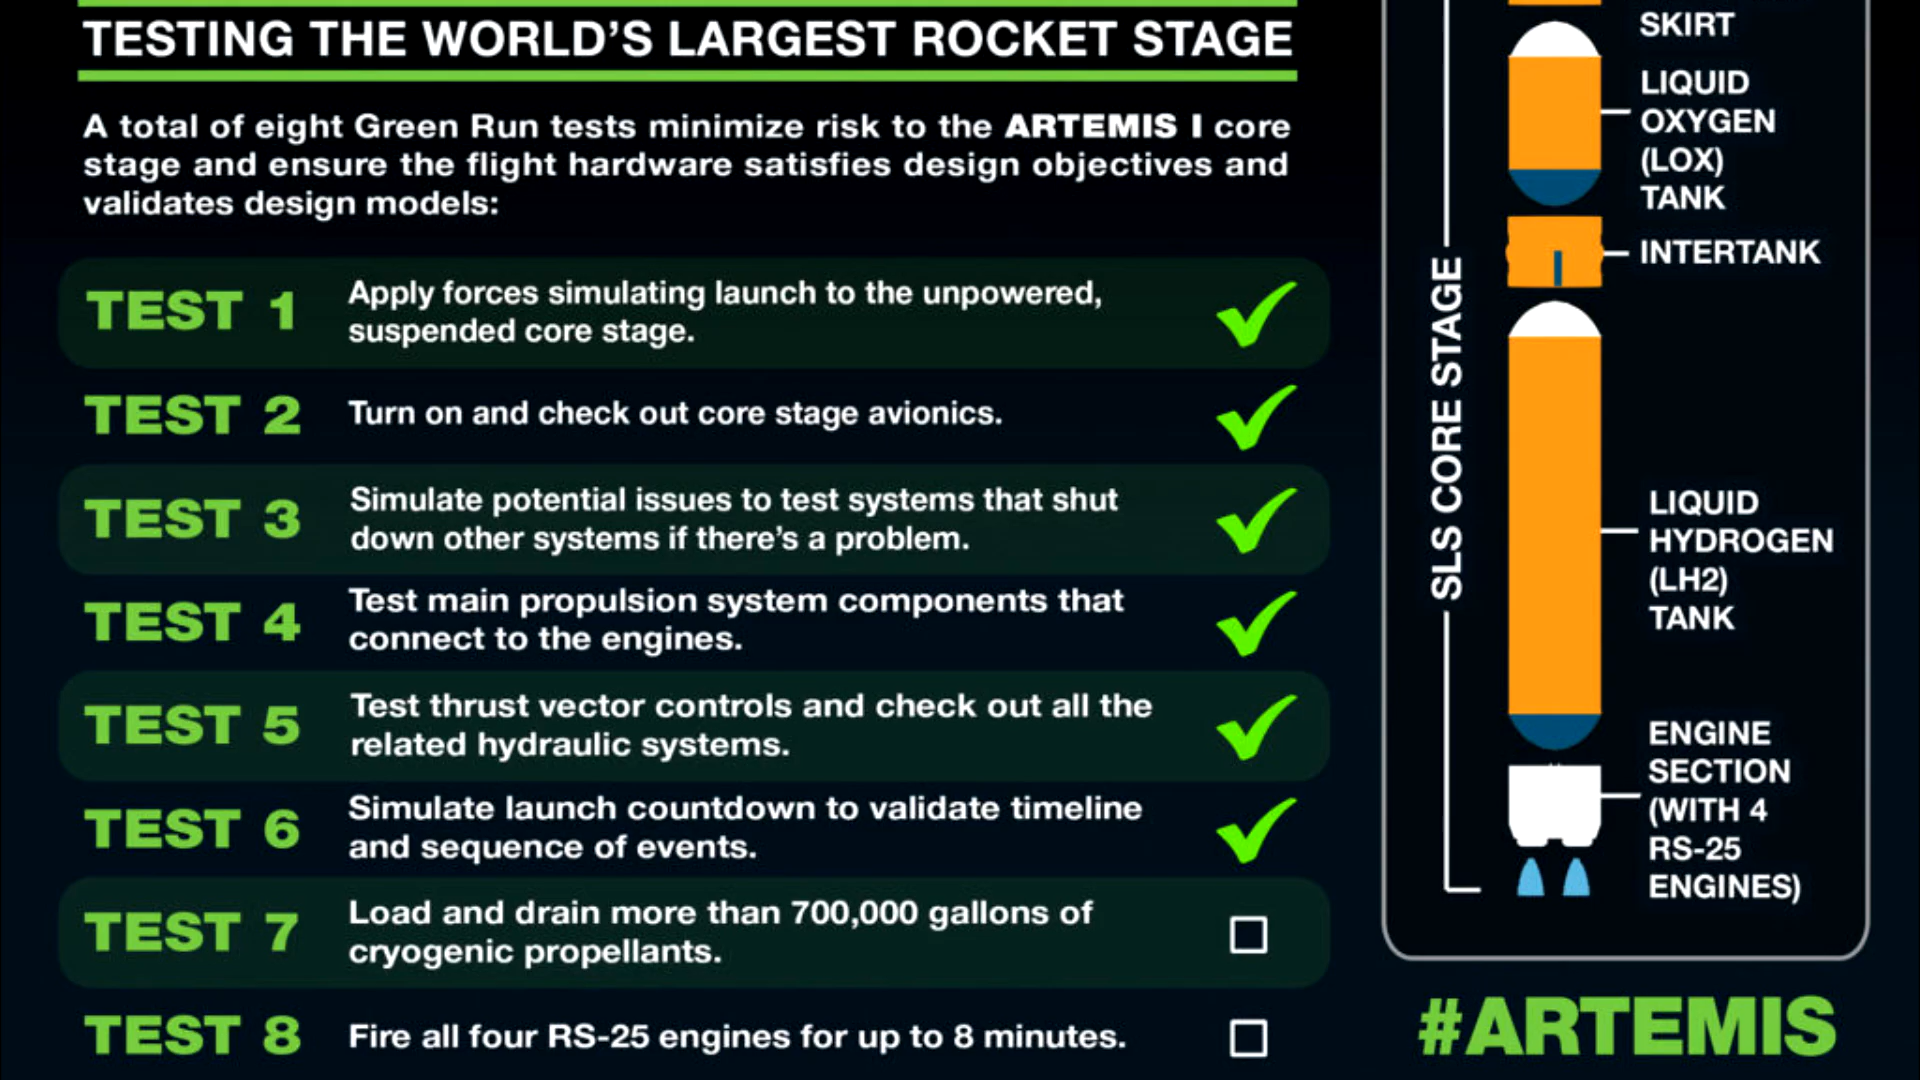 TESTING THE WORLD'S LARGEST ROCKET STAGE
A total of eight Green Run tests minimize risk to the ARTEMIS I core
stage and ensure the flight hardware satisfies design objectives and
validates design models:
TEST 1
Apply forces simulating launch to the unpowered,
suspended core stage.
TEST 2
Turn on and check out core stage avionics.
TEST 3
Simulate potential issues to test systems that shut
down other systems if there's a problem.
TEST 4
Test main propulsion system components that
connect to the engines.
TEST 5
Test thrust vector controls and check out all the
related hydraulic systems.
TEST 6
Simulate launch countdown to validate timeline
and sequence of events.
TEST 7
Load and drain more than 700,000 gallons of
cryogenic propellants.
TEST 8
Fire all four RS-25 engines for up to 8 minutes.
SLS CORE STAGE
SKIRT
LIQUID
OXYGEN
(LOX)
TANK
INTERTANK
LIQUID
HYDROGEN
(LH2)
TANK
ENGINE
SECTION
(WITH 4
RS-25
ENGINES)
#ARTEMIS